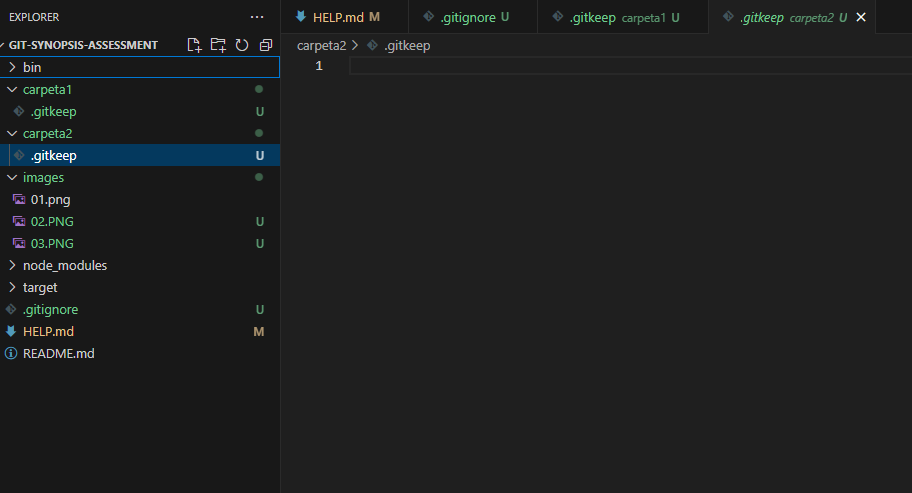 EXPLORER
GIT-SYNOPSIS-ASSESSMENT
bin
carpeta1
.gitkeep U
carpeta2
.gitkeep U
images
01.png
02.PNG U
03.PNG U
node_modules
target
.gitignore U
HELP.md M
README.md
HELP.md M .gitignore U .gitkeep carpeta1 U .gitkeep carpeta2 U
carpeta2 > .gitkeep
1